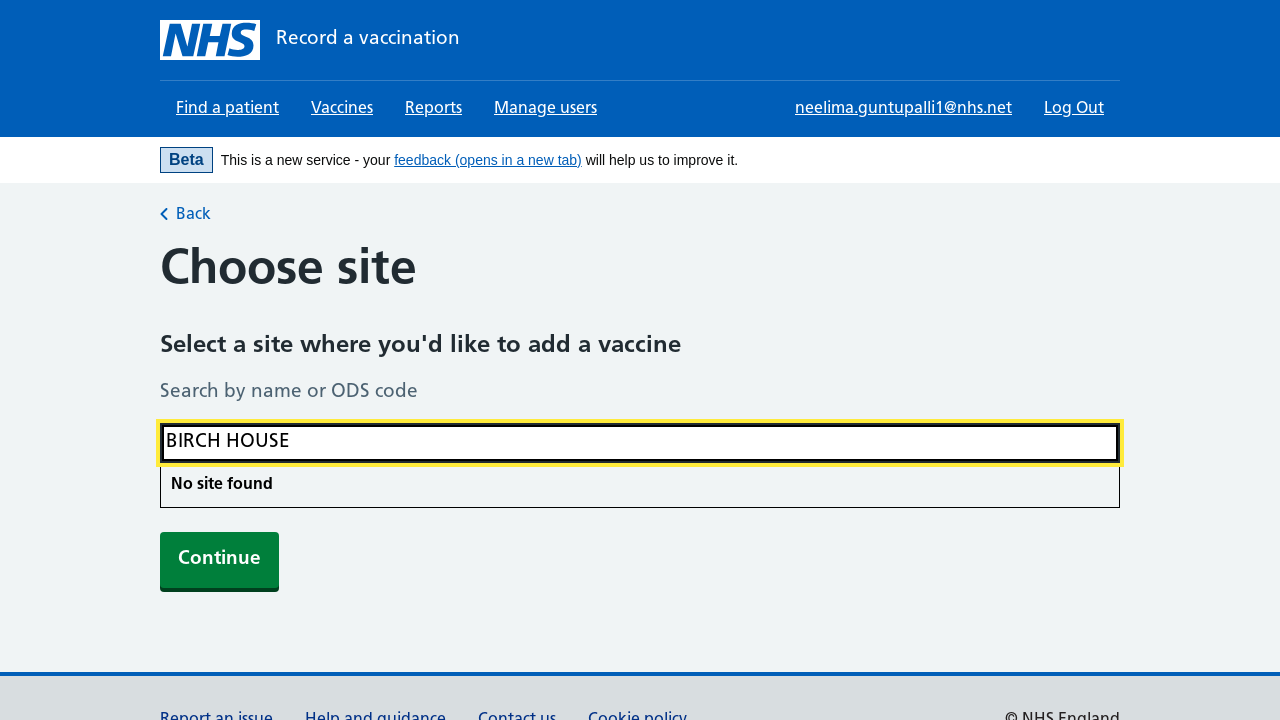 NHS Record a vaccination
Find a patient Vaccines Reports Manage users neelima.guntupalli1@nhs.net Log Out
Beta This is a new service - your feedback (opens in a new tab) will help us to improve it.
Back
Choose site
Select a site where you'd like to add a vaccine
Search by name or ODS code
BIRCH HOUSE
No site found
Continue
Report an issue Help and guidance Contact us Cookie policy © NHS England